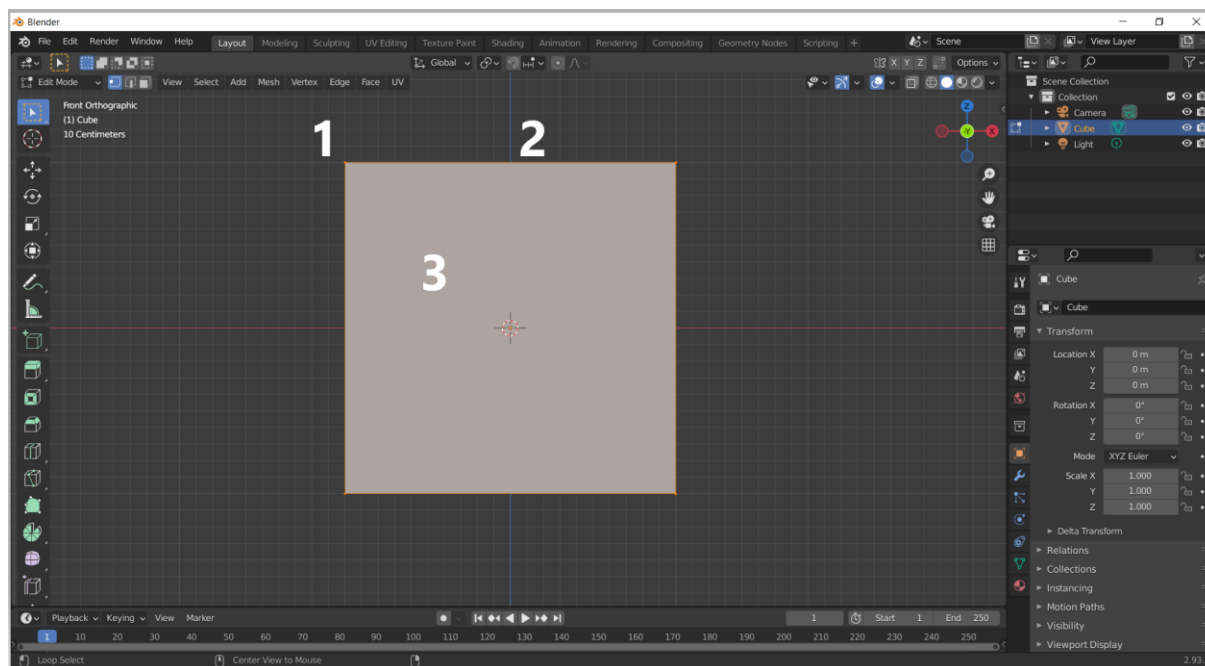 Blender
File Edit Render Window Help Layout Modeling Sculpting UV Editing Texture Paint Shading Animation Rendering Compositing Geometry Nodes Scripting + Scene View Layer
Global X Y Z Options
Edit Mode View Select Add Mesh Vertex Edge Face UV
Front Orthographic
(1) Cube
10 Centimeters
1 2
3
Z
Y X
Scene Collection
Collection
Camera
Cube
Light
Cube
Cube
Transform
Location X 0 m
Y 0 m
Z 0 m
Rotation X 0°
Y 0°
Z 0°
Mode XYZ Euler
Scale X 1.000
Y 1.000
Z 1.000
Delta Transform
Relations
Collections
Instancing
Motion Paths
Visibility
Viewport Display
Playback Keying View Marker 1 Start 1 End 250
1 10 20 30 40 50 60 70 80 90 100 110 120 130 140 150 160 170 180 190 200 210 220 230 240 250
Loop Select Center View to Mouse 2.93.